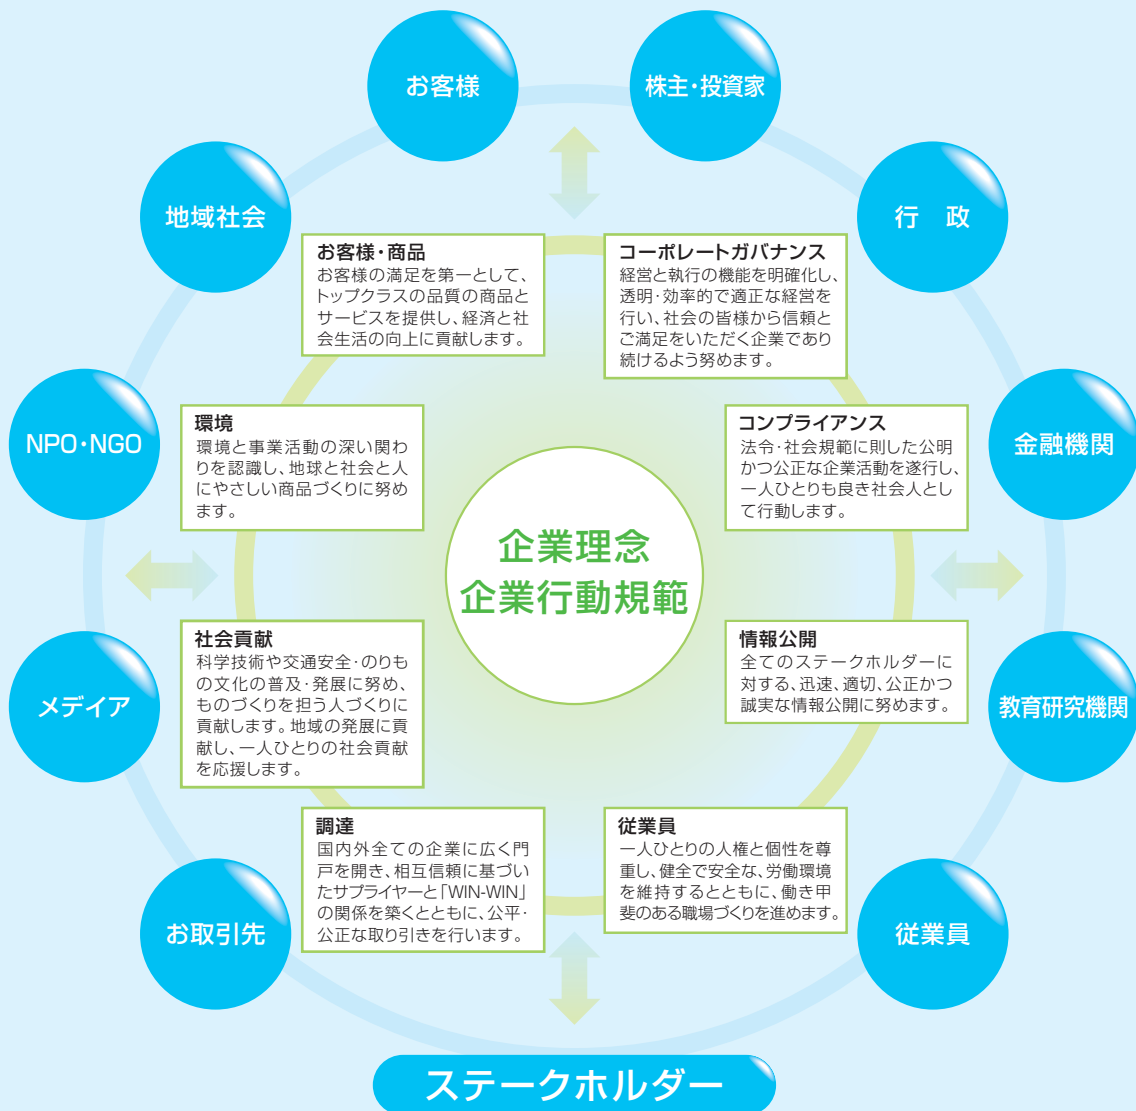 お客様
株主・投資家
地域社会
行　政
お客様・商品
お客様の満足を第一として、
トップクラスの品質の商品と
サービスを提供し、経済と社
会生活の向上に貢献します。
コーポレートガバナンス
経営と執行の機能を明確化し、
透明・効率的で適正な経営を
行い、社会の皆様から信頼と
ご満足をいただく企業であり
続けるよう努めます。
NPO・NGO
環境
環境と事業活動の深い関わ
りを認識し、地球と社会と人
にやさしい商品づくりに努め
ます。
コンプライアンス
法令・社会規範に則した公明
かつ公正な企業活動を遂行し、
一人ひとりも良き社会人とし
て行動します。
金融機関
企業理念
企業行動規範
メデイア
社会貢献
科学技術や交通安全・のりも
の文化の普及・発展に努め、
ものづくりを担う人づくりに
貢献します。地域の発展に貢
献し、一人ひとりの社会貢献
を応援します。
情報公開
全てのステークホルダーに
対する、迅速、適切、公正かつ
誠実な情報公開に努めます。
教育研究機関
調達
国内外全ての企業に広く門
戸を開き、相互信頼に基づい
たサプライヤーと「WIN-WIN」
の関係を築くとともに、公平・
公正な取り引きを行います。
従業員
一人ひとりの人権と個性を尊
重し、健全で安全な、労働環境
を維持するとともに、働き甲
斐のある職場づくりを進めます。
お取引先
従業員
ステークホルダー